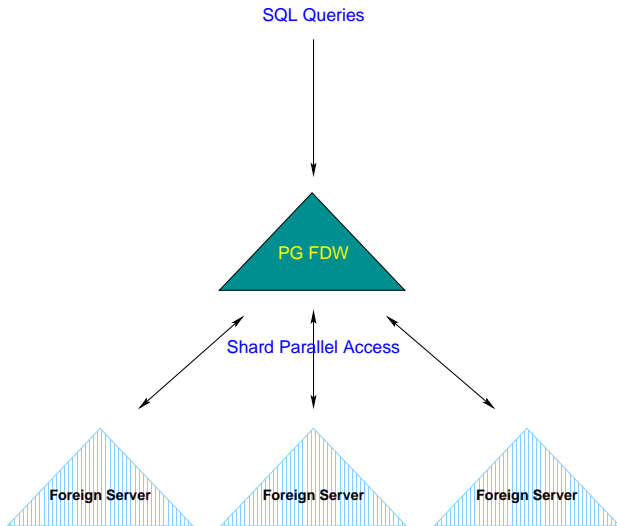 SQL Queries
PG FDW
Shard Parallel Access
Foreign Server
Foreign Server
Foreign Server